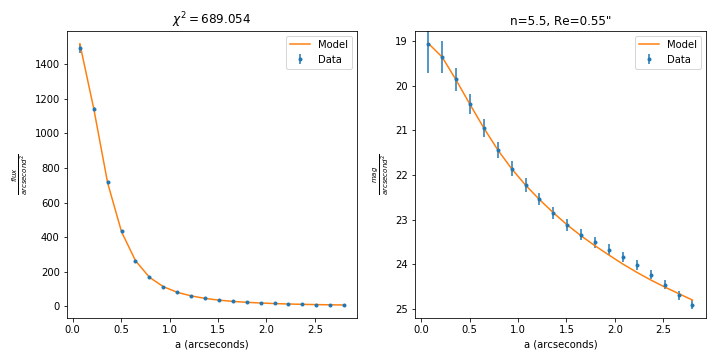 χ² = 689.054
Model
Data
flux
arcsecond²
1400
1200
1000
800
600
400
200
0
0.0 0.5 1.0 1.5 2.0 2.5
a (arcseconds)
n=5.5, Re=0.55"
Model
Data
mag
arcsecond²
19
20
21
22
23
24
25
0.0 0.5 1.0 1.5 2.0 2.5
a (arcseconds)